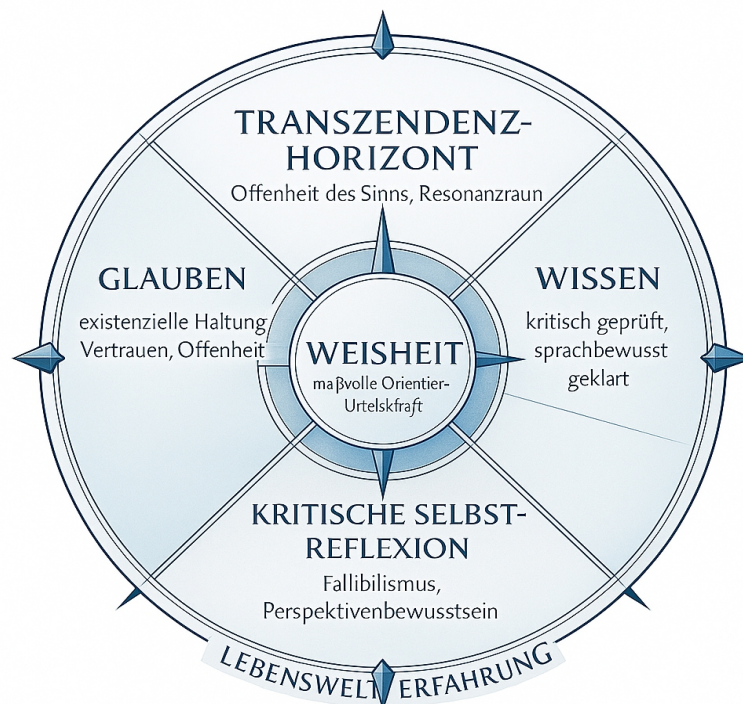 TRANSZENDENZ-
HORIZONT
Offenheit des Sinns, Resonanzraun
GLAUBEN
existenzielle Haltung
Vertrauen, Offenheit
WISSEN
kritisch geprüft,
sprachbewusst
geklart
WEISHEIT
maβvolle Orientier-
Urtelskfraft
KRITISCHE SELBST-
REFLEXION
Fallibilismus,
Perspektivenbewusstsein
LEBENSWELT ERFAHRUNG